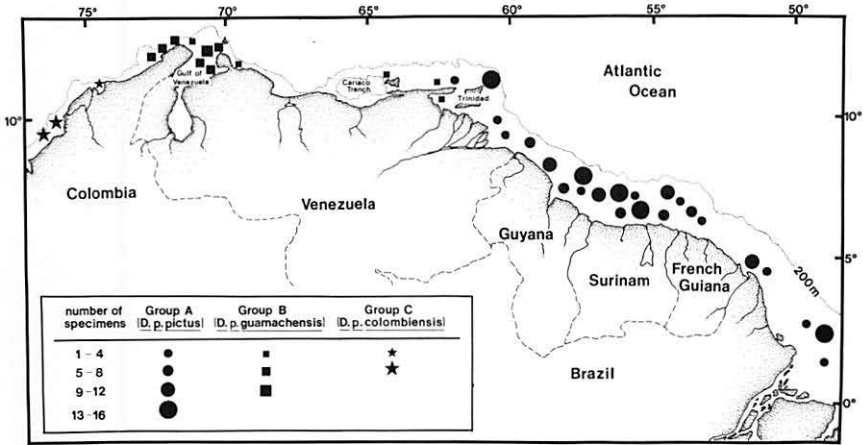 75° 70° 65° 60° 55° 50°
Atlantic
Ocean
Gulf of
Venezuela
Cariaco
Trench
Trinidad
10° 10°
Colombia
Venezuela
Guyana
Surinam
French
Guiana
200m
5°
Brazil
0°
number of specimens
Group A (D. p. pictus)
Group B (D. p. guamachensis)
Group C (D. p. colombiensis)
1 - 4
5 - 8
9 - 12
13 - 16